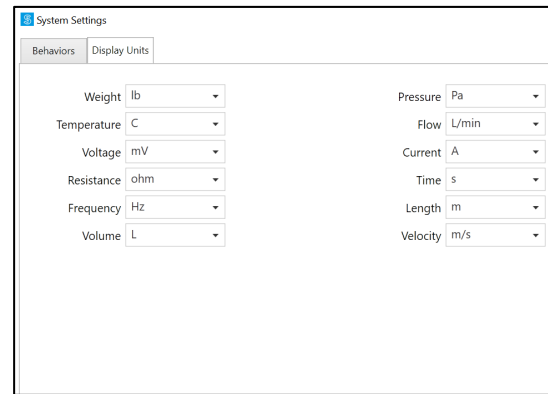 System Settings
Behaviors Display Units
Weight lb Pressure Pa
Temperature C Flow L/min
Voltage mV Current A
Resistance ohm Time s
Frequency Hz Length m
Volume L Velocity m/s